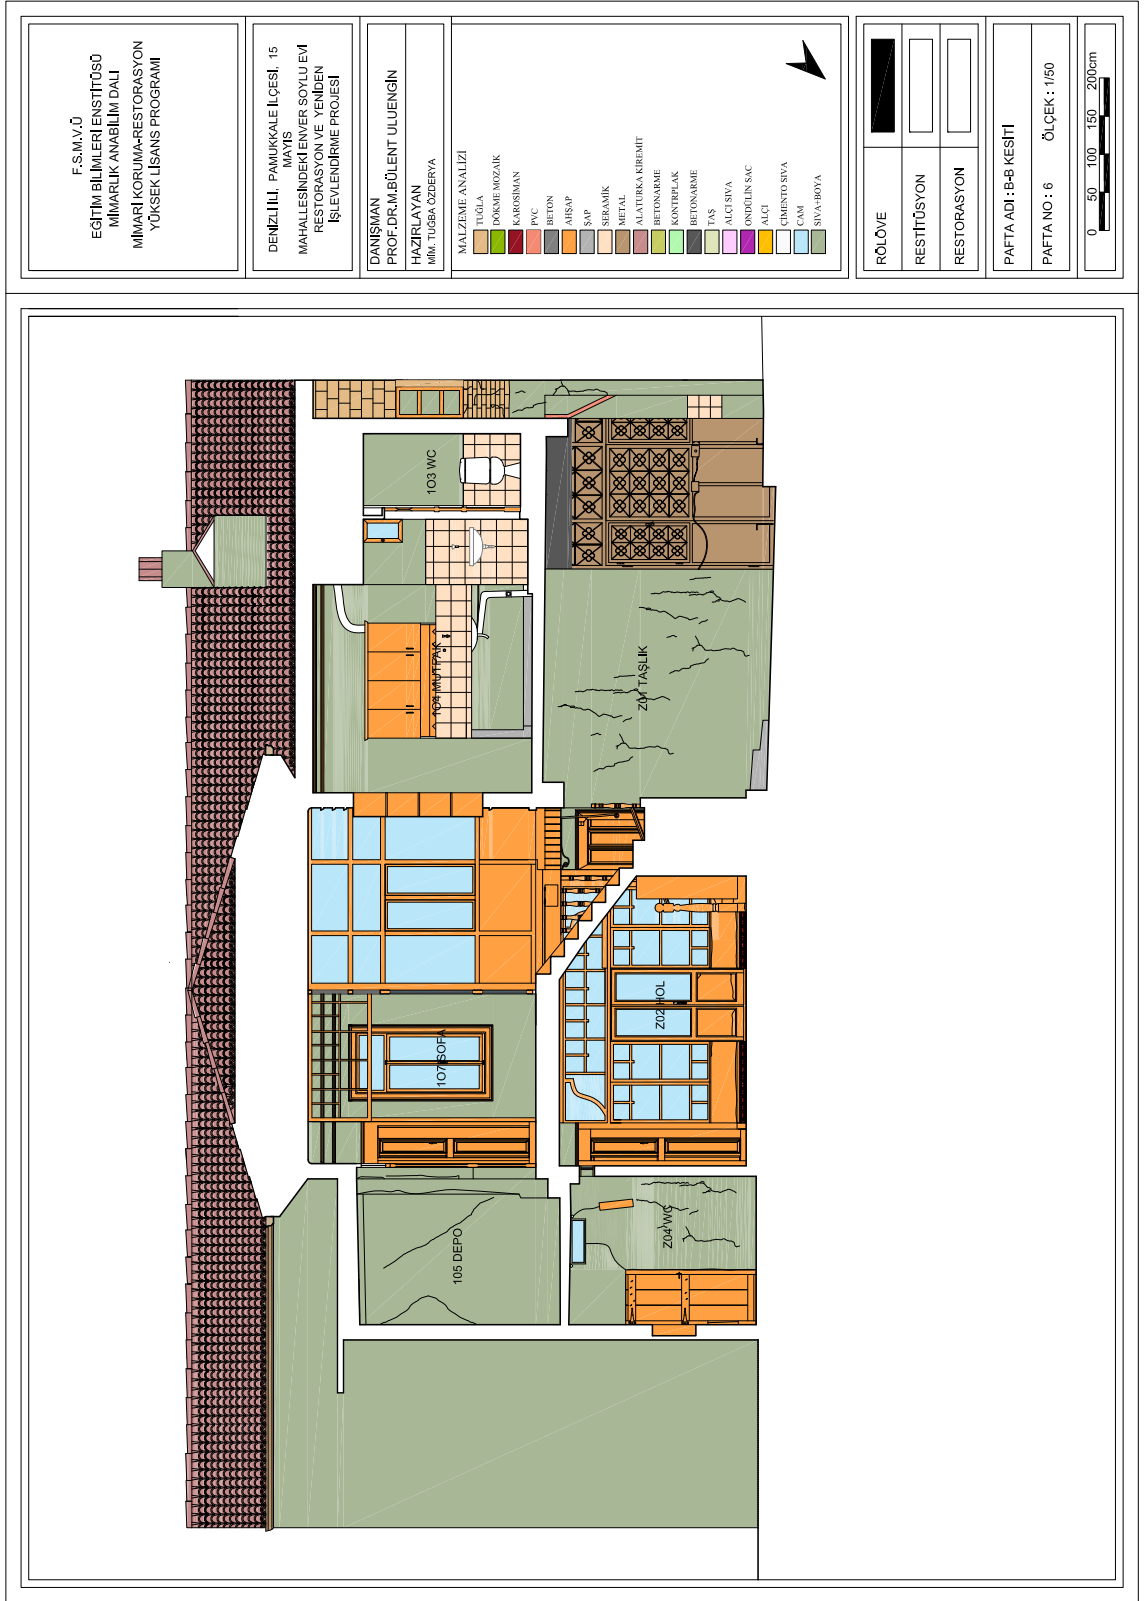 F.S.M.V.Ü
EĞİTİM BİLİMLERİ ENSTİTÜSÜ
MİMARLIK ANABİLİM DALI
MİMARİ KORUMA-RESTORASYON
YÜKSEK LİSANS PROGRAMI
DENİZLİ İLİ, PAMUKKALE İLÇESİ, 15
MAYIS
MAHALLESİNDEKİ ENVER SOYLU EVİ
RESTORASYON VE YENİDEN
İŞLEVLENDİRME PROJESİ
DANIŞMAN
PROF.DR.M.BÜLENT ULUENGİN
HAZIRLAYAN
MİM. TUĞBA ÖZDERYA
MALZEME ANALİZİ
TUĞLA
DÖKME MOZAİK
KAROSİMAN
PVC
BETON
AHŞAP
ŞAP
SERAMİK
METAL
ALATURKA KİREMİT
BETONARME
KONTRPLAK
BETONARME
TAŞ
ALÇI SIVA
ONDÜLİN SAC
ALÇI
ÇİMENTO SIVA
CAM
SIVA+BOYA
RÖLÖVE
RESTİTÜSYON
RESTORASYON
PAFTA ADI : B-B KESİTİ
PAFTA NO : 6 ÖLÇEK : 1/50
0 50 100 150 200cm
105 DEPO
107 SOFA
104 MUTFAK
103 WC
Z04 WC
Z02 HOL
Z01 TAŞLIK